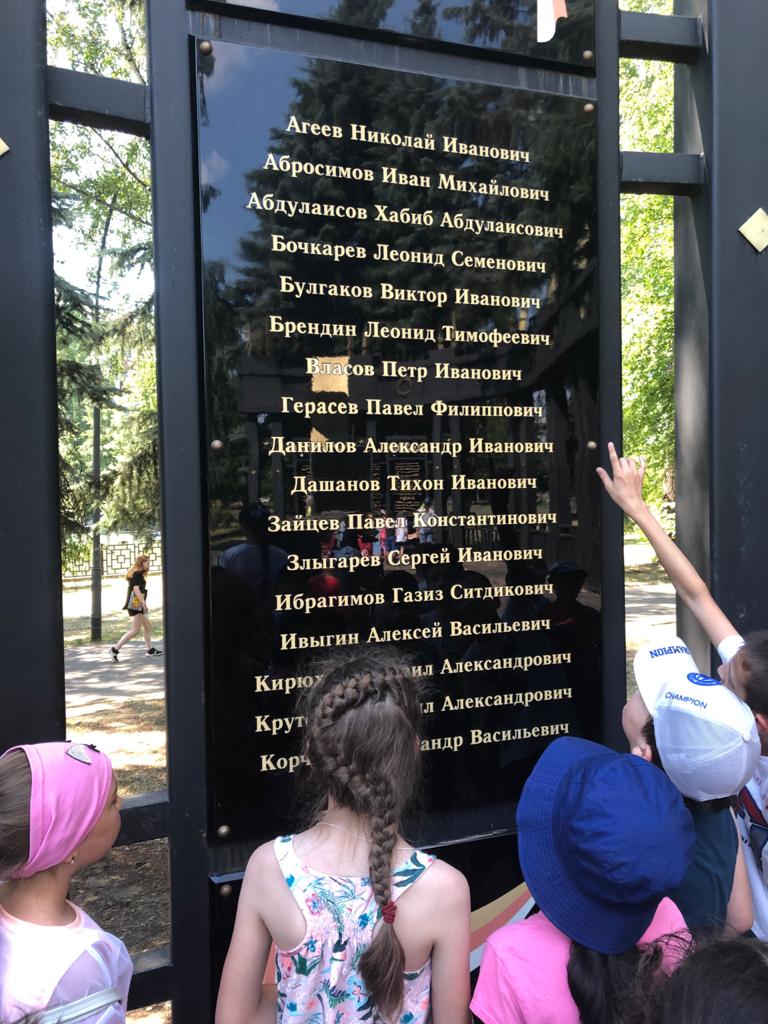 Агеев Николай Иванович
Абросимов Иван Михайлович
Абдулаисов Хабиб Абдулаисович
Бочкарев Леонид Семенович
Булгаков Виктор Иванович
Брендин Леонид Тимофеевич
Власов Петр Иванович
Герасев Павел Филиппович
Данилов Александр Иванович
Дашанов Тихон Иванович
Зайцев Павел Константинович
Злыгарев Сергей Иванович
Ибрагимов Газиз Ситдикович
Ивыгин Алексей Васильевич
Александрович
Александрович
Васильевич
CHAMPION
CHAMPION